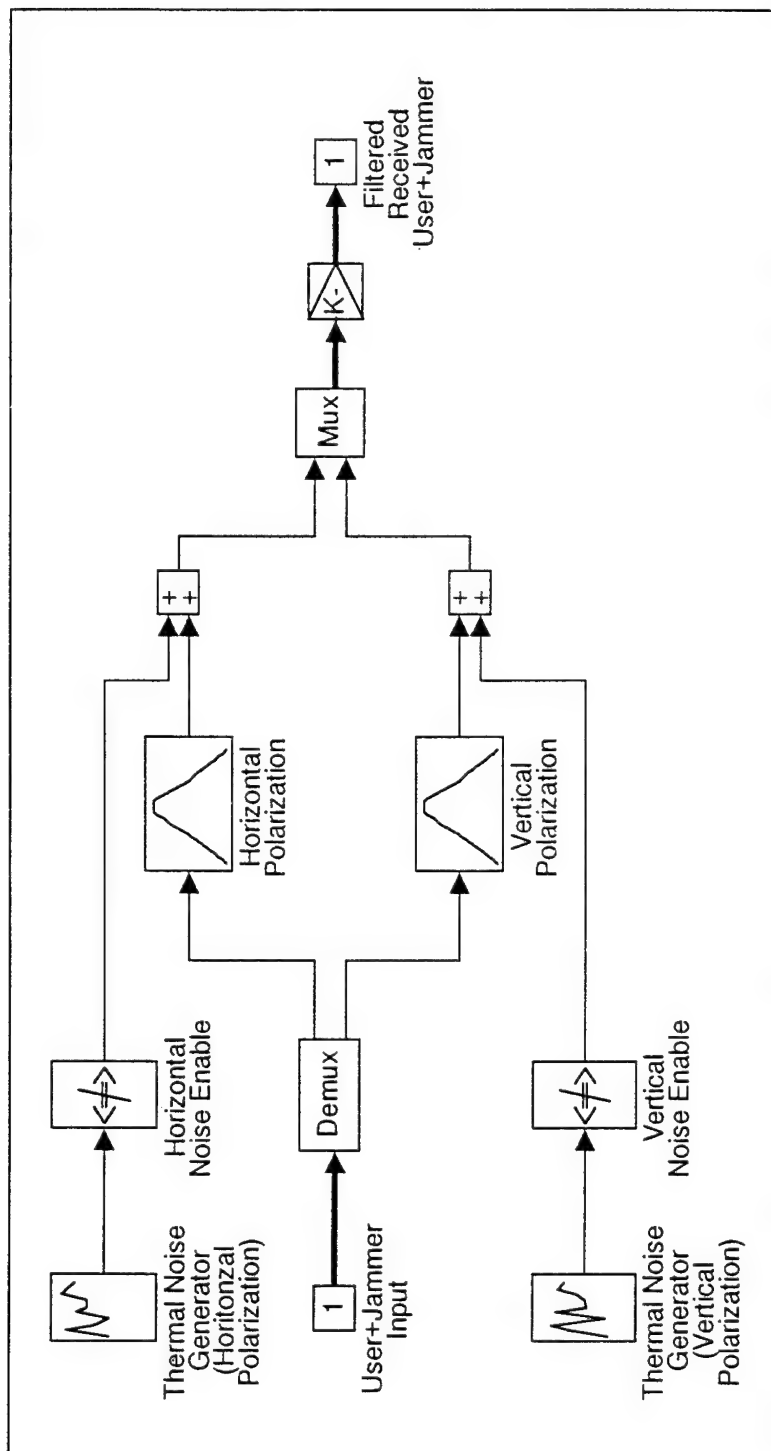 Thermal Noise
Generator
(Horitonzal
Polarization)
<≠>
Horizontal
Noise Enable
1
User+Jammer
Input
Demux
Horizontal
Polarization
+
+
Mux
K-
1
Filtered
Received
User+Jammer
Vertical
Polarization
+
+
Thermal Noise
Generator
(Vertical
Polarization)
<≠>
Vertical
Noise Enable